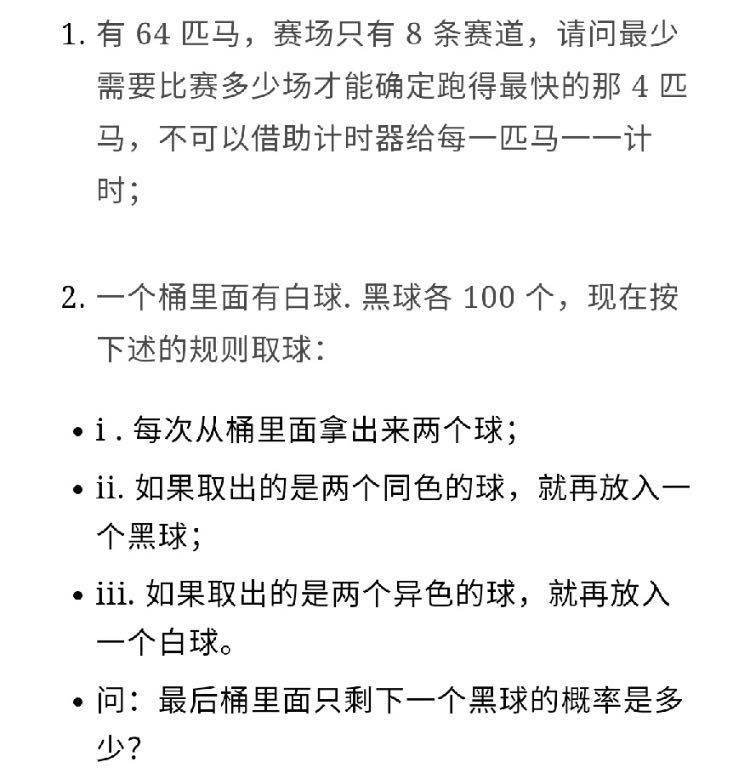 1. 有 64 匹马，赛场只有 8 条赛道，请问最少
需要比赛多少场才能确定跑得最快的那 4 匹
马，不可以借助计时器给每一匹马一一计
时；
2. 一个桶里面有白球. 黑球各 100 个，现在按
下述的规则取球：
• i . 每次从桶里面拿出来两个球；
• ii. 如果取出的是两个同色的球，就再放入一
个黑球；
• iii. 如果取出的是两个异色的球，就再放入
一个白球。
• 问：最后桶里面只剩下一个黑球的概率是多
少？